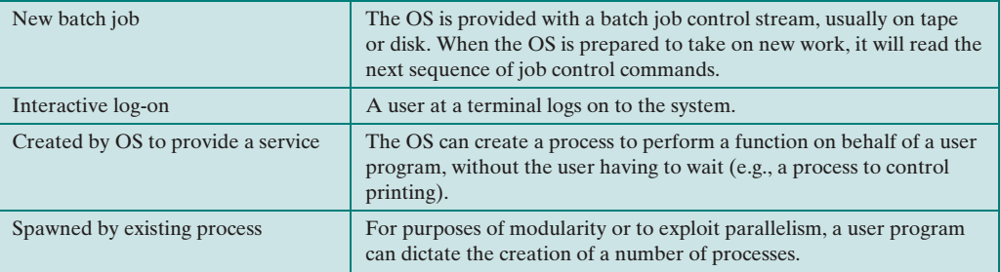 New batch job
The OS is provided with a batch job control stream, usually on tape
or disk. When the OS is prepared to take on new work, it will read the
next sequence of job control commands.
Interactive log-on
A user at a terminal logs on to the system.
Created by OS to provide a service
The OS can create a process to perform a function on behalf of a user
program, without the user having to wait (e.g., a process to control
printing).
Spawned by existing process
For purposes of modularity or to exploit parallelism, a user program
can dictate the creation of a number of processes.